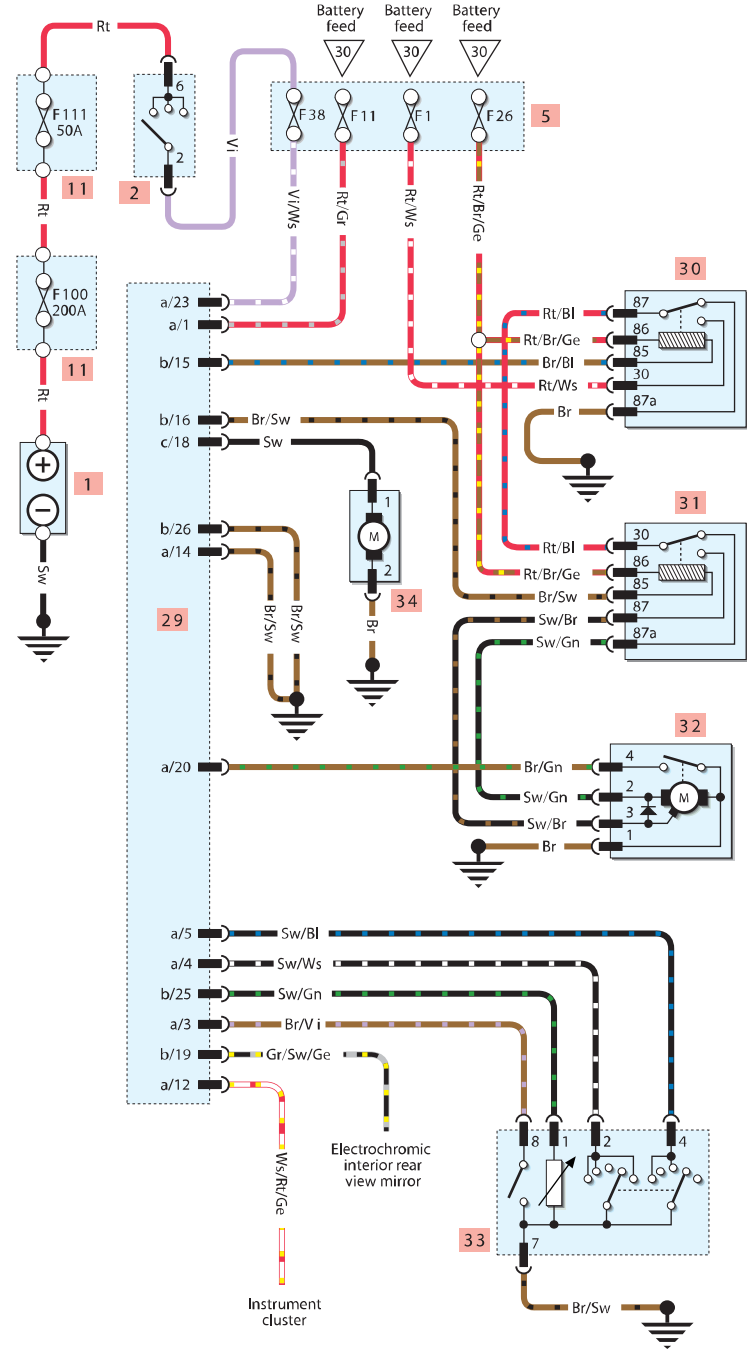 Battery
feed
30
Battery
feed
30
Battery
feed
30
Rt
F111
50A
11
Rt
F100
200A
11
Rt
1
Sw
6
2
2
Vi
F38
F11
F1
F26
5
Vi/Ws
Rt/Gr
Rt/Ws
Rt/Br/Ge
a/23
a/1
b/15
b/16
c/18
b/26
a/14
29
a/20
a/5
a/4
b/25
a/3
b/19
a/12
Br/Sw
Sw
1
M
2
34
Br
Br/Sw
Br/Sw
30
Rt/Bl
87
Rt/Br/Ge
86
Br/Bl
85
Rt/Ws
30
Br
87a
31
Rt/Bl
30
Rt/Br/Ge
86
Br/Sw
85
Sw/Br
87
Sw/Gn
87a
32
Br/Gn
4
Sw/Gn
2
M
Sw/Br
3
Br
1
Sw/Bl
Sw/Ws
Sw/Gn
Br/Vi
Gr/Sw/Ge
Ws/Rt/Ge
Electrochromic
interior rear
view mirror
Instrument
cluster
8
1
2
4
33
7
Br/Sw